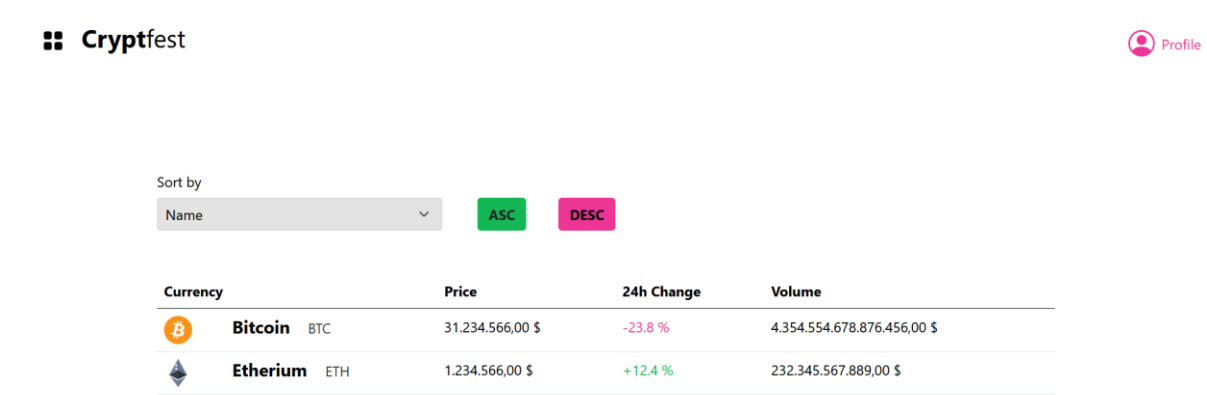 Cryptfest
Profile
Sort by
Name
ASC
DESC
Currency Price 24h Change Volume
Bitcoin BTC 31.234.566,00 $ -23.8 % 4.354.554.678.876.456,00 $
Etherium ETH 1.234.566,00 $ +12.4 % 232.345.567.889,00 $